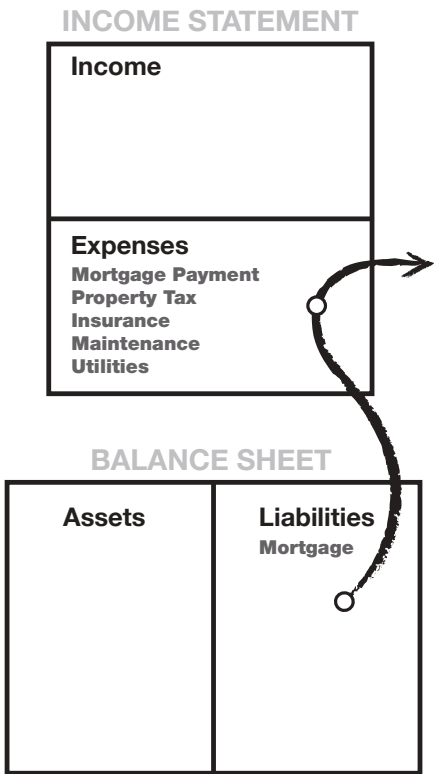 INCOME STATEMENT
Income
Expenses
Mortgage Payment
Property Tax
Insurance
Maintenance
Utilities
BALANCE SHEET
Assets
Liabilities
Mortgage